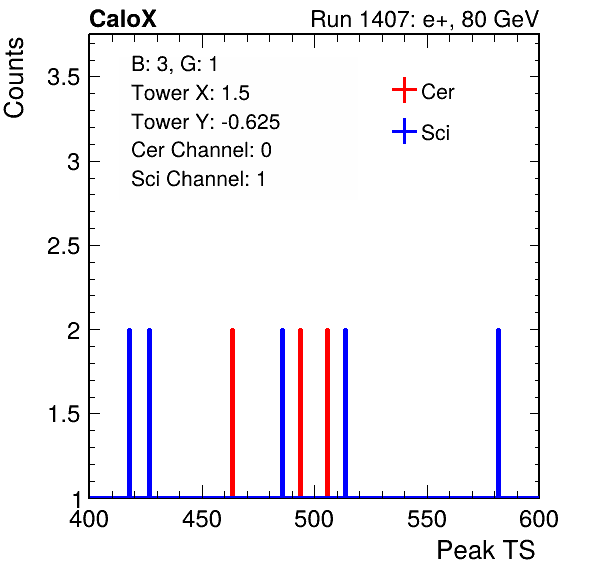 CaloX
Run 1407: e+, 80 GeV
Counts
B: 3, G: 1
Tower X: 1.5
Tower Y: -0.625
Cer Channel: 0
Sci Channel: 1
Cer
Sci
3.5
3
2.5
2
1.5
1
400 450 500 550 600
Peak TS